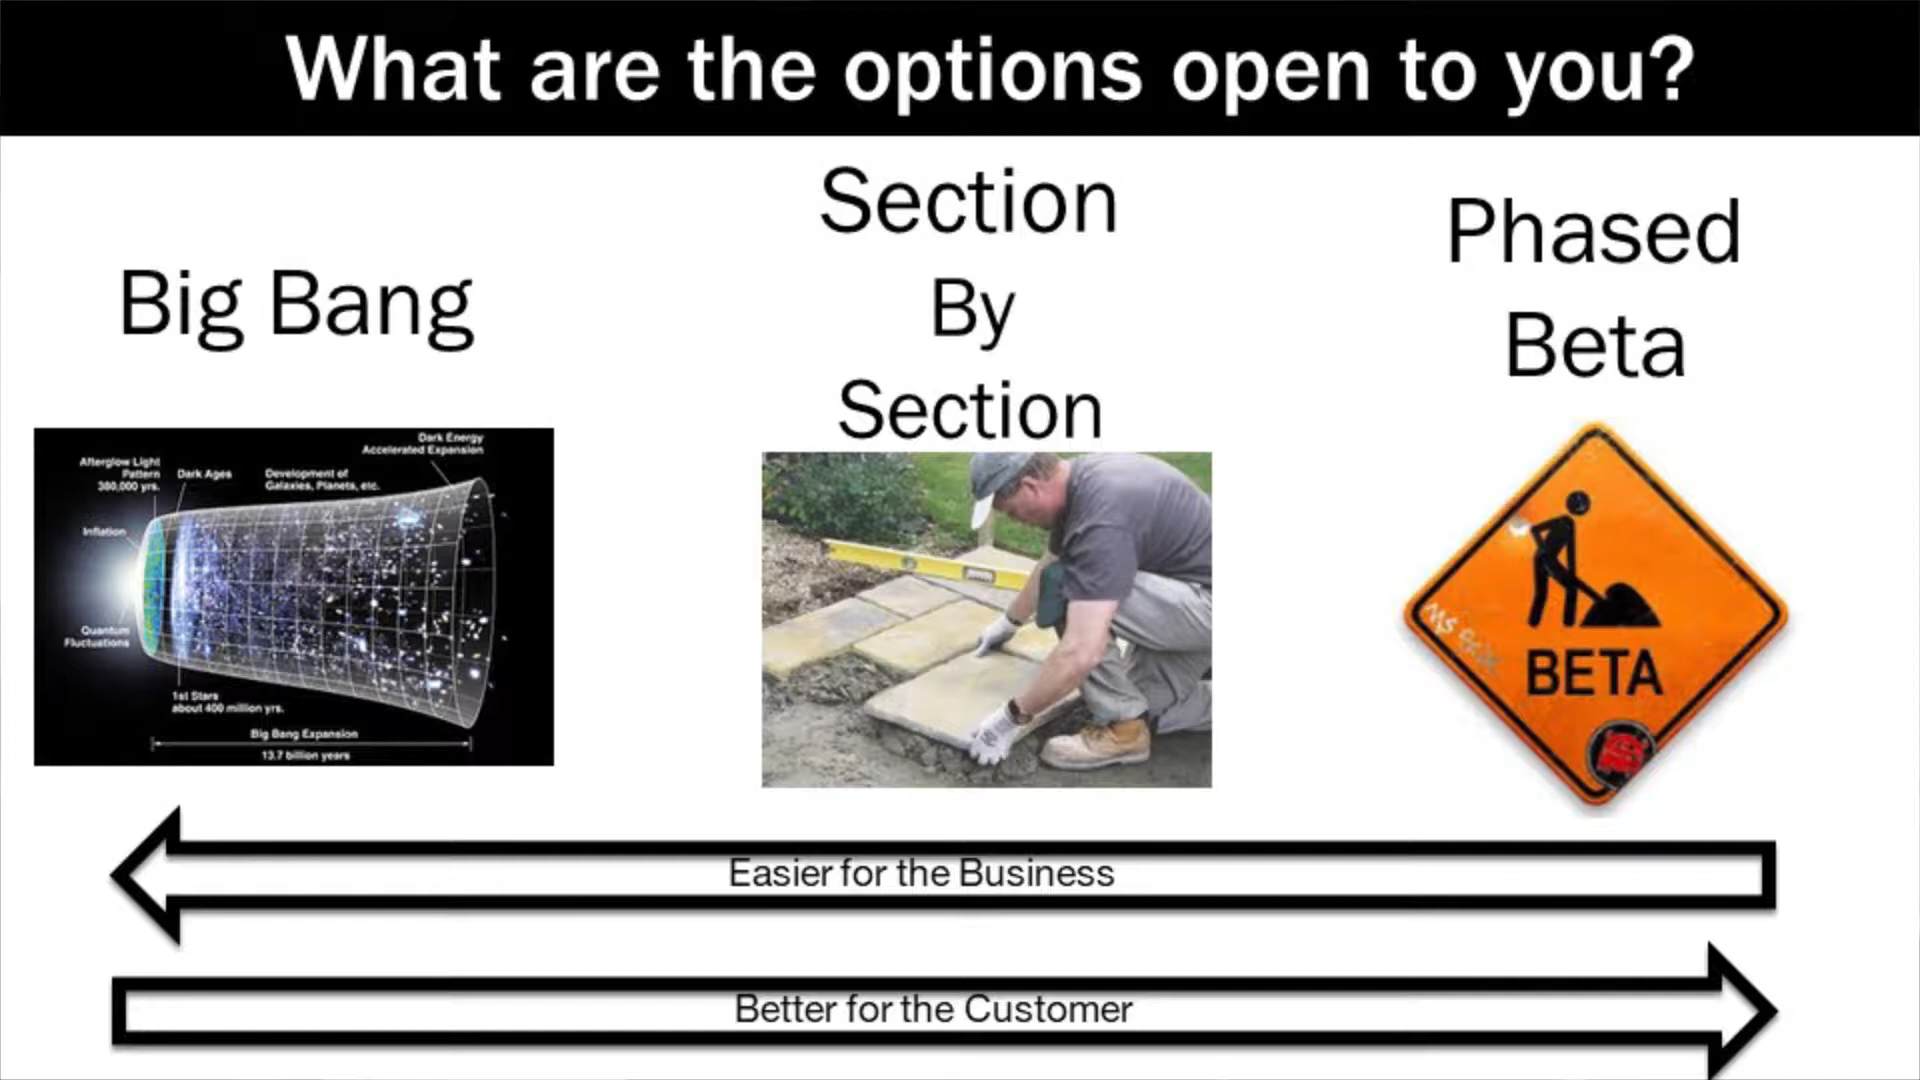 What are the options open to you?
Big Bang
Section
By
Section
Phased
Beta
Dark Energy
Accelerated Expansion
Afterglow Light
Pattern
380,000 yrs.
Dark Ages
Development of
Galaxies, Planets, etc.
Inflation
Quantum
Fluctuations
1st Stars
about 400 million yrs.
Big Bang Expansion
13.7 billion years
BETA
Easier for the Business
Better for the Customer